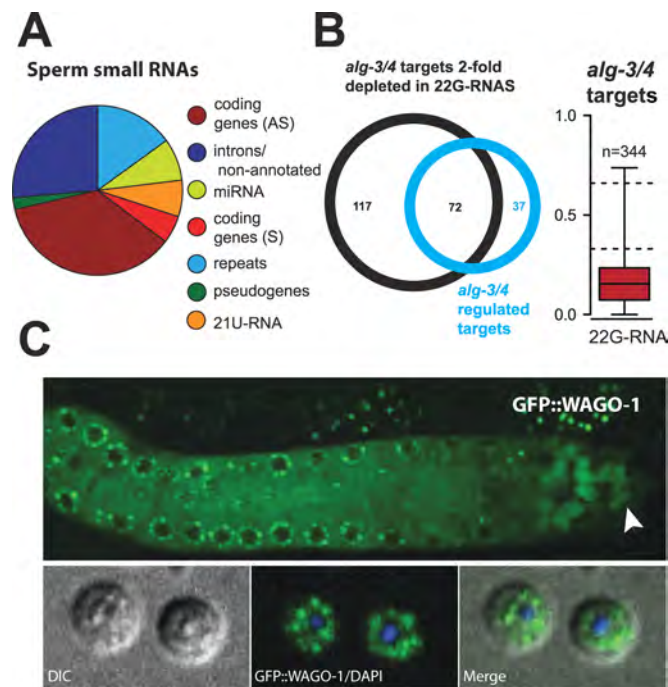 A
Sperm small RNAs
coding
genes (AS)
introns/
non-annotated
miRNA
coding
genes (S)
repeats
pseudogenes
21U-RNA
B
alg-3/4 targets 2-fold
depleted in 22G-RNAS
117
72
37
alg-3/4
regulated
targets
alg-3/4
targets
1.0
n=344
0.5
0.0
22G-RNA
C
GFP::WAGO-1
DIC
GFP::WAGO-1/DAPI
Merge